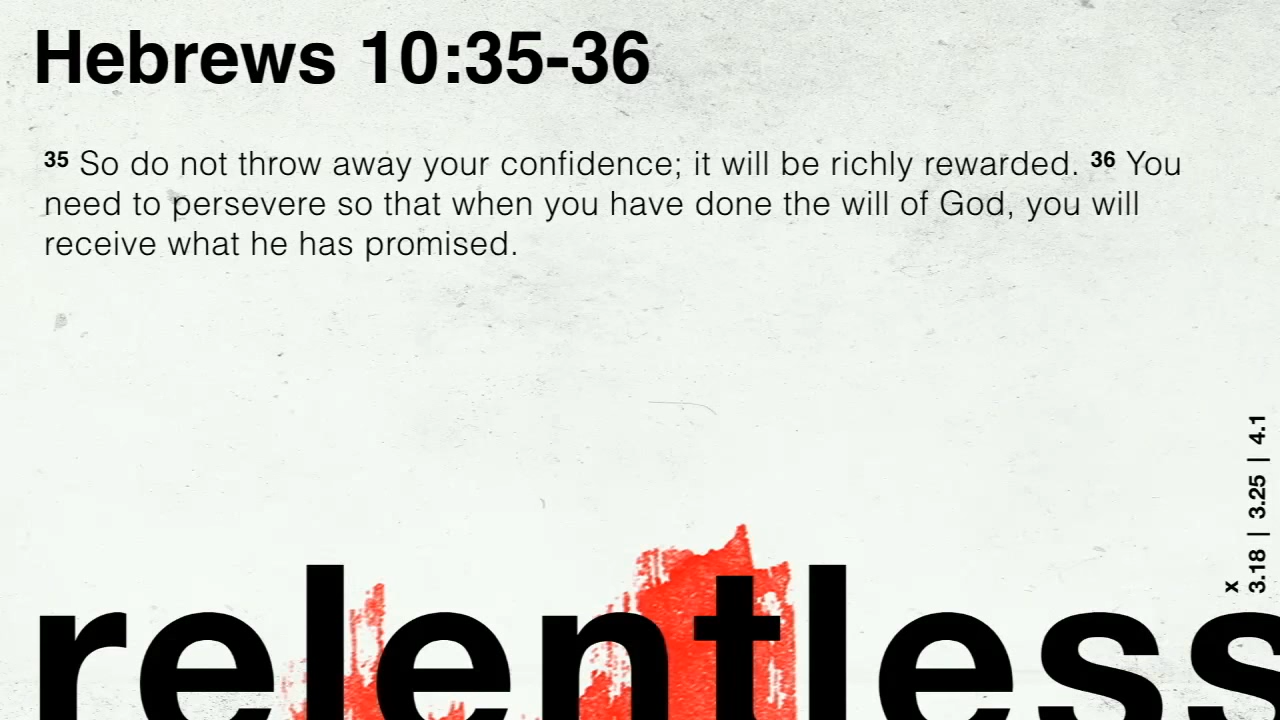 Hebrews 10:35-36
35 So do not throw away your confidence; it will be richly rewarded. 36 You
need to persevere so that when you have done the will of God, you will
receive what he has promised.
x
3.18 | 3.25 | 4.1
relentless